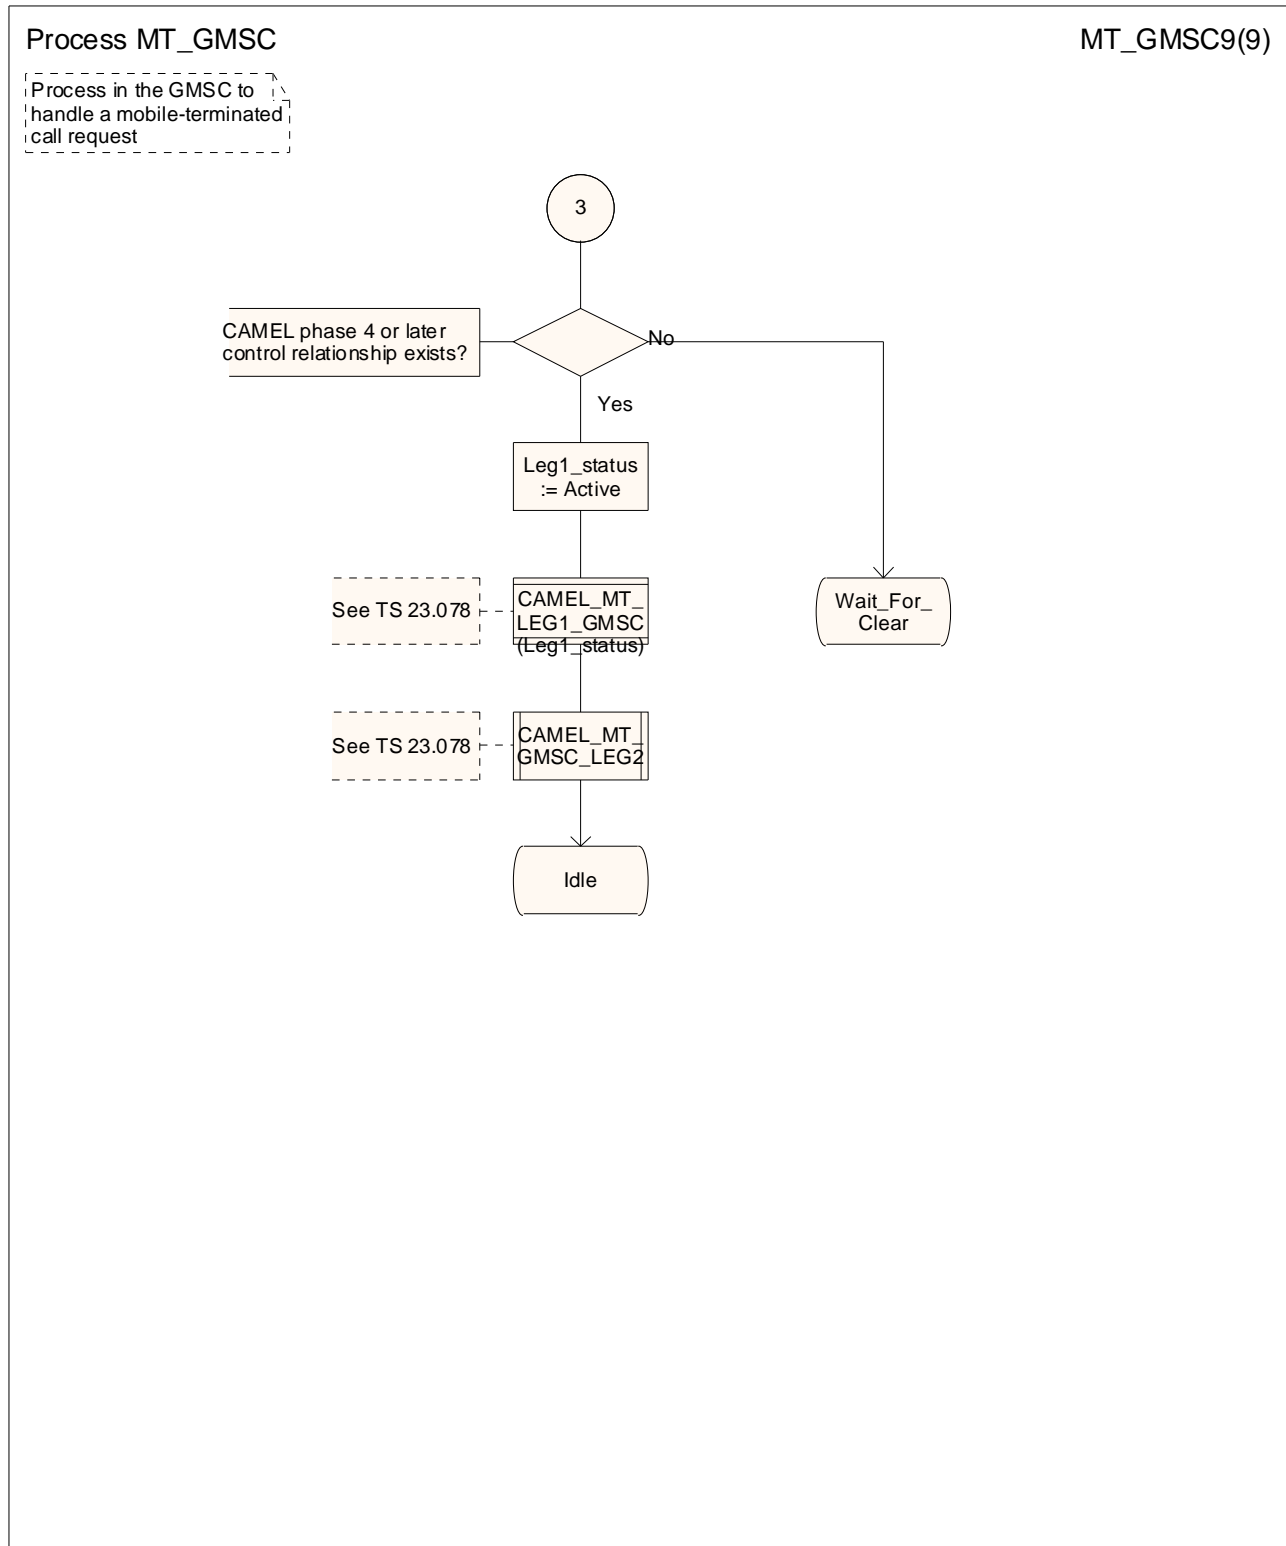 Process MT_GMSC
MT_GMSC9(9)
Process in the GMSC to
handle a mobile-terminated
call request
3
CAMEL phase 4 or later
control relationship exists?
No
Yes
Leg1_status
:= Active
See TS 23.078
CAMEL_MT_
LEG1_GMSC
(Leg1_status)
Wait_For_
Clear
See TS 23.078
CAMEL_MT_
GMSC_LEG2
Idle